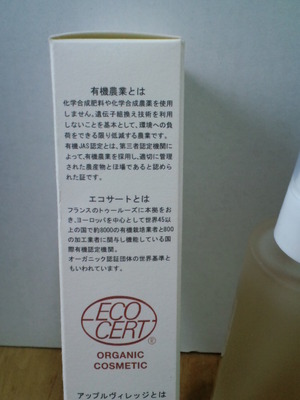 有機農業とは
化学合成肥料や化学合成農薬を使用
しません、遺伝子組換え技術を利用
しないことを基本として、環境への負
荷をできる限り低減する農業です。
有機JAS認定とは、第三者認定機関に
よって、有機農業を採用し、適切に管理
された農産物とほ場であると認めら
れた証です。
エコサートとは
フランスのトゥールーズに本拠をお
き、ヨーロッパを中心として世界45以
上の国で約8000の有機栽培業者と800
の加工業者に関与し機能している国
際有機認定機関。
オーガニック認証団体の世界基準と
もいわれています。
ECO
CERT
®
ORGANIC
COSMETIC
アップルヴィレッジとは